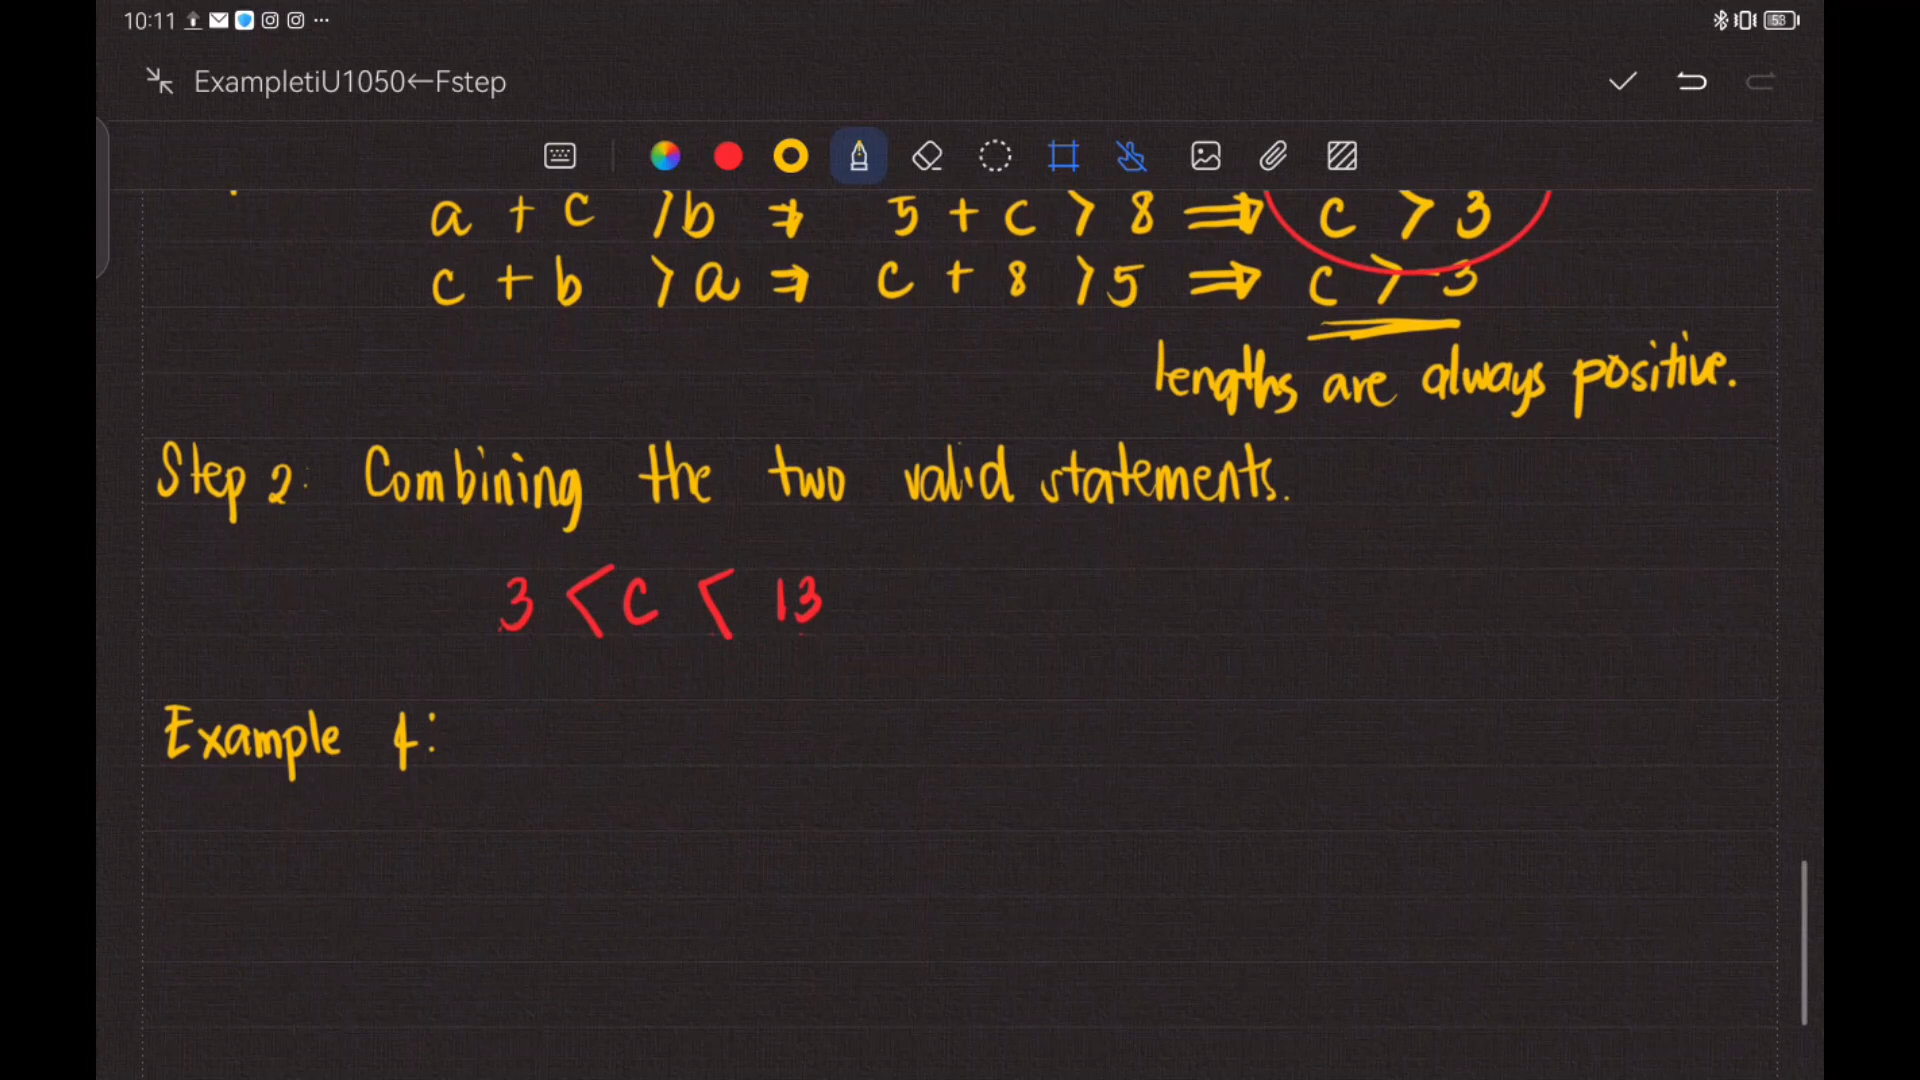 10:11 ... 53
ExampletiU1050←Fstep
a + c > b ⇒ 5 + c > 8 ⟹ c > 3
c + b > a ⇒ c + 8 > 5 ⟹ c > -3
lengths are always positive.
Step 2: Combining the two valid statements.
3 < c < 13
Example 4: